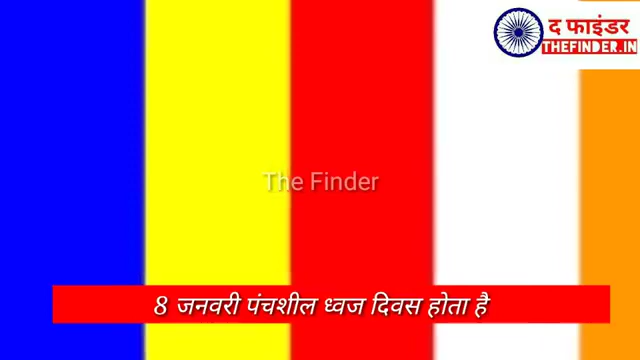 द फाइंडर
THEFINDER.IN
The Finder
8 जनवरी पंचशील ध्वज दिवस होता है